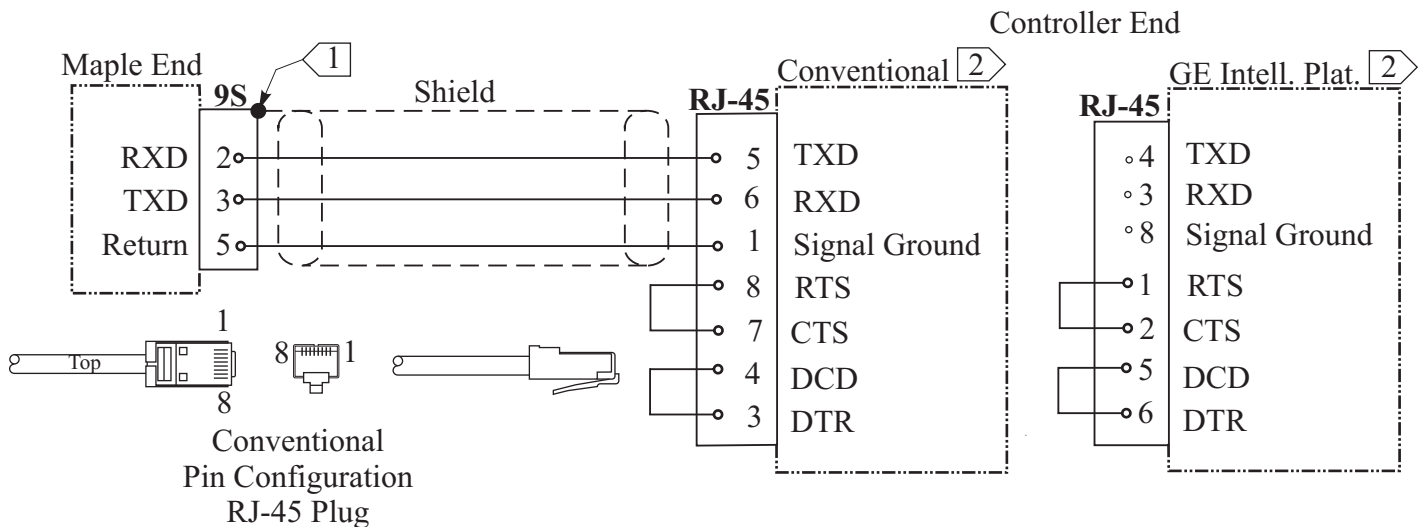 Controller End
Maple End
1
9S
Shield
RXD 2
TXD 3
Return 5
Conventional 2
RJ-45
5 TXD
6 RXD
1 Signal Ground
8 RTS
7 CTS
4 DCD
3 DTR
GE Intell. Plat. 2
RJ-45
4 TXD
3 RXD
8 Signal Ground
1 RTS
2 CTS
5 DCD
6 DTR
1
Top
8
8 1
Conventional
Pin Configuration
RJ-45 Plug